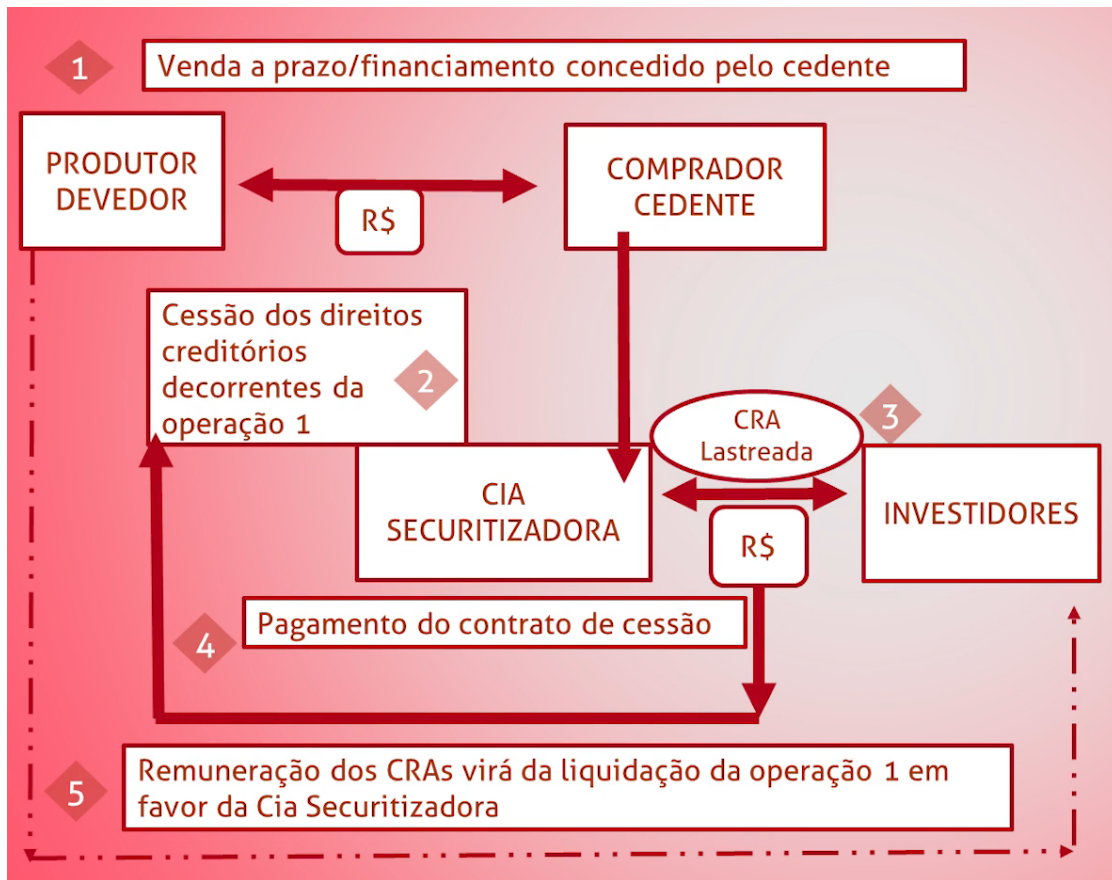 1
Venda a prazo/financiamento concedido pelo cedente
PRODUTOR
DEVEDOR
R$
COMPRADOR
CEDENTE
Cessão dos direitos
creditórios
decorrentes da
operação 1
2
CIA
SECURITIZADORA
CRA
Lastreada
3
R$
INVESTIDORES
4
Pagamento do contrato de cessão
5
Remuneração dos CRAs virá da liquidação da operação 1 em
favor da Cia Securitizadora